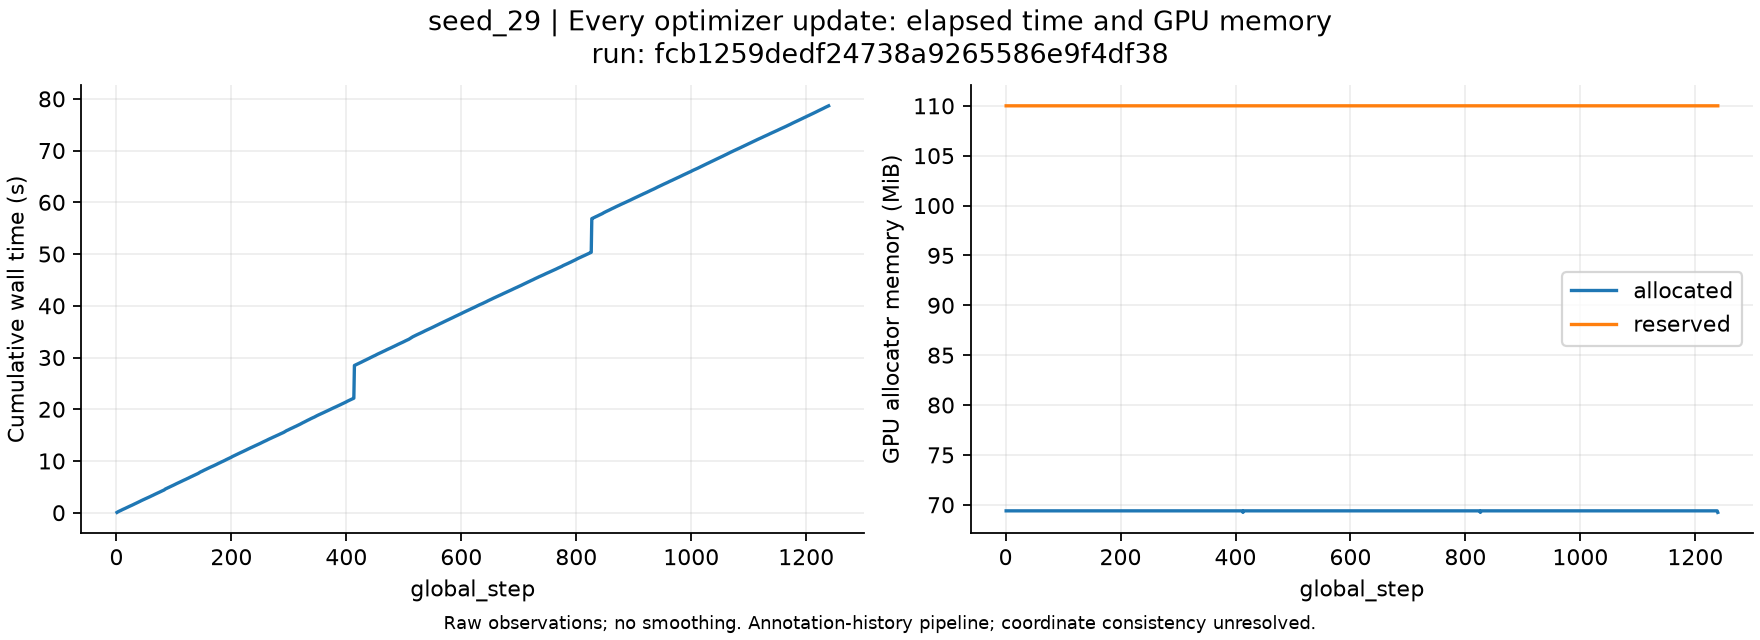 seed_29 | Every optimizer update: elapsed time and GPU memory
run: fcb1259dedf24738a9265586e9f4df38
Cumulative wall time (s)
80
70
60
50
40
30
20
10
0
0 200 400 600 800 1000 1200
global_step
GPU allocator memory (MiB)
110
105
100
95
90
85
80
75
70
allocated
reserved
0 200 400 600 800 1000 1200
global_step
Raw observations; no smoothing. Annotation-history pipeline; coordinate consistency unresolved.